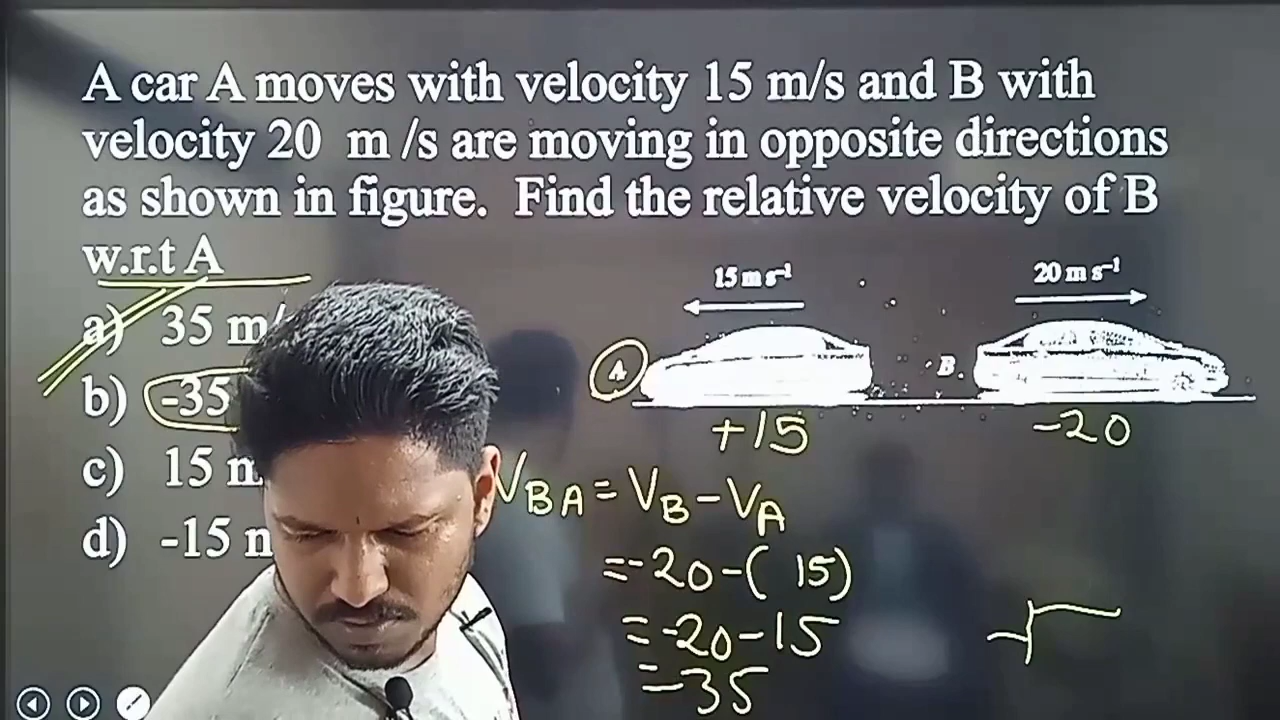 A car A moves with velocity 15 m/s and B with
velocity 20 m /s are moving in opposite directions
as shown in figure. Find the relative velocity of B
w.r.t A
a) 35 m/
b) -35
c) 15 m
d) -15 m
15 m s⁻¹
20 m s⁻¹
A
B.
+15
-20
VBA = VB - VA
= -20 - ( 15)
= -20 - 15
= -35